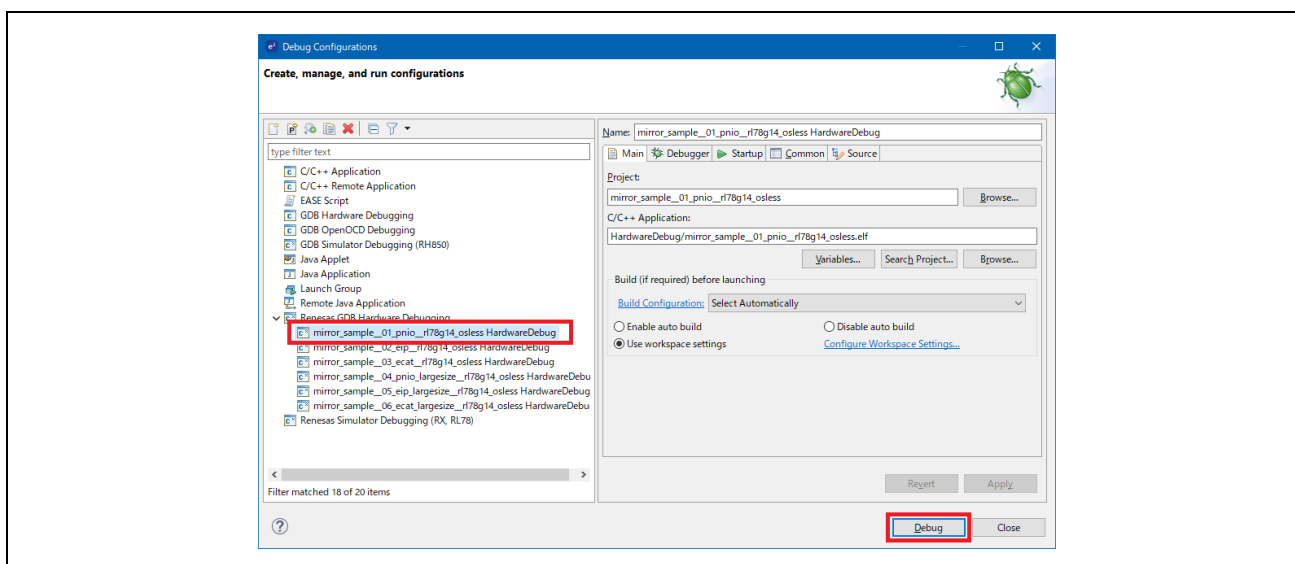 e² Debug Configurations
Create, manage, and run configurations
type filter text
C/C++ Application
C/C++ Remote Application
EASE Script
GDB Hardware Debugging
GDB OpenOCD Debugging
GDB Simulator Debugging (RH850)
Java Applet
Java Application
Launch Group
Remote Java Application
Renesas GDB Hardware Debugging
mirror_sample__01_pnio__rl78g14_osless HardwareDebug
mirror_sample__02_eip__rl78g14_osless HardwareDebug
mirror_sample__03_ecat__rl78g14_osless HardwareDebug
mirror_sample__04_pnio_largesize__rl78g14_osless HardwareDebu
mirror_sample__05_eip_largesize__rl78g14_osless HardwareDebug
mirror_sample__06_ecat_largesize__rl78g14_osless HardwareDebu
Renesas Simulator Debugging (RX, RL78)
Filter matched 18 of 20 items
Name: mirror_sample__01_pnio__rl78g14_osless HardwareDebug
Main Debugger Startup Common Source
Project:
mirror_sample__01_pnio__rl78g14_osless Browse...
C/C++ Application:
HardwareDebug/mirror_sample__01_pnio__rl78g14_osless.elf
Variables... Search Project... Browse...
Build (if required) before launching
Build Configuration: Select Automatically
Enable auto build Disable auto build
Use workspace settings Configure Workspace Settings...
Revert Apply
? Debug Close